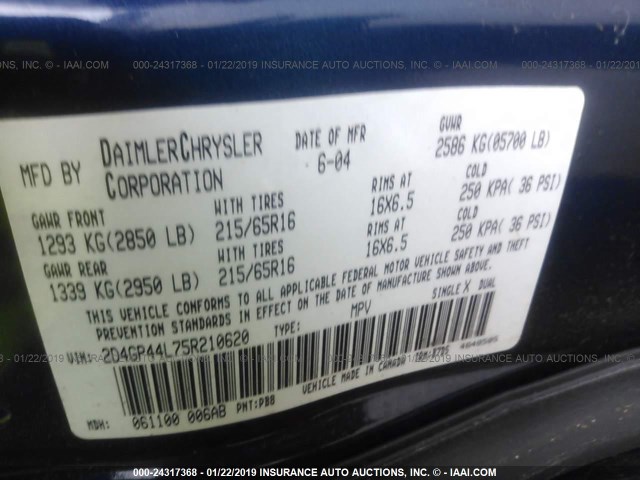 000-24317368 - 01/22/2019 INSURANCE AUTO AUCTIONS, INC. © - IAAI.COM
MFD BY DAIMLERCHRYSLER CORPORATION
DATE OF MFR 6-04
GVWR 2586 KG(05700 LB)
GAWR FRONT 1293 KG(2850 LB)
WITH TIRES 215/65R16
RIMS AT 16X6.5
COLD 250 KPA( 36 PSI)
GAWR REAR 1339 KG(2950 LB)
WITH TIRES 215/65R16
RIMS AT 16X6.5
COLD 250 KPA( 36 PSI)
THIS VEHICLE CONFORMS TO ALL APPLICABLE FEDERAL MOTOR VEHICLE SAFETY AND THEFT
PREVENTION STANDARDS IN EFFECT ON THE DATE OF MANUFACTURE SHOWN ABOVE.
VIN: 2D4GP44L75R210620 TYPE: MPV SINGLE X DUAL
MDH: 061100 006AB PNT:PB8 VEHICLE MADE IN CANADA
000-24317368 - 01/22/2019 INSURANCE AUTO AUCTIONS, INC. © - IAAI.COM